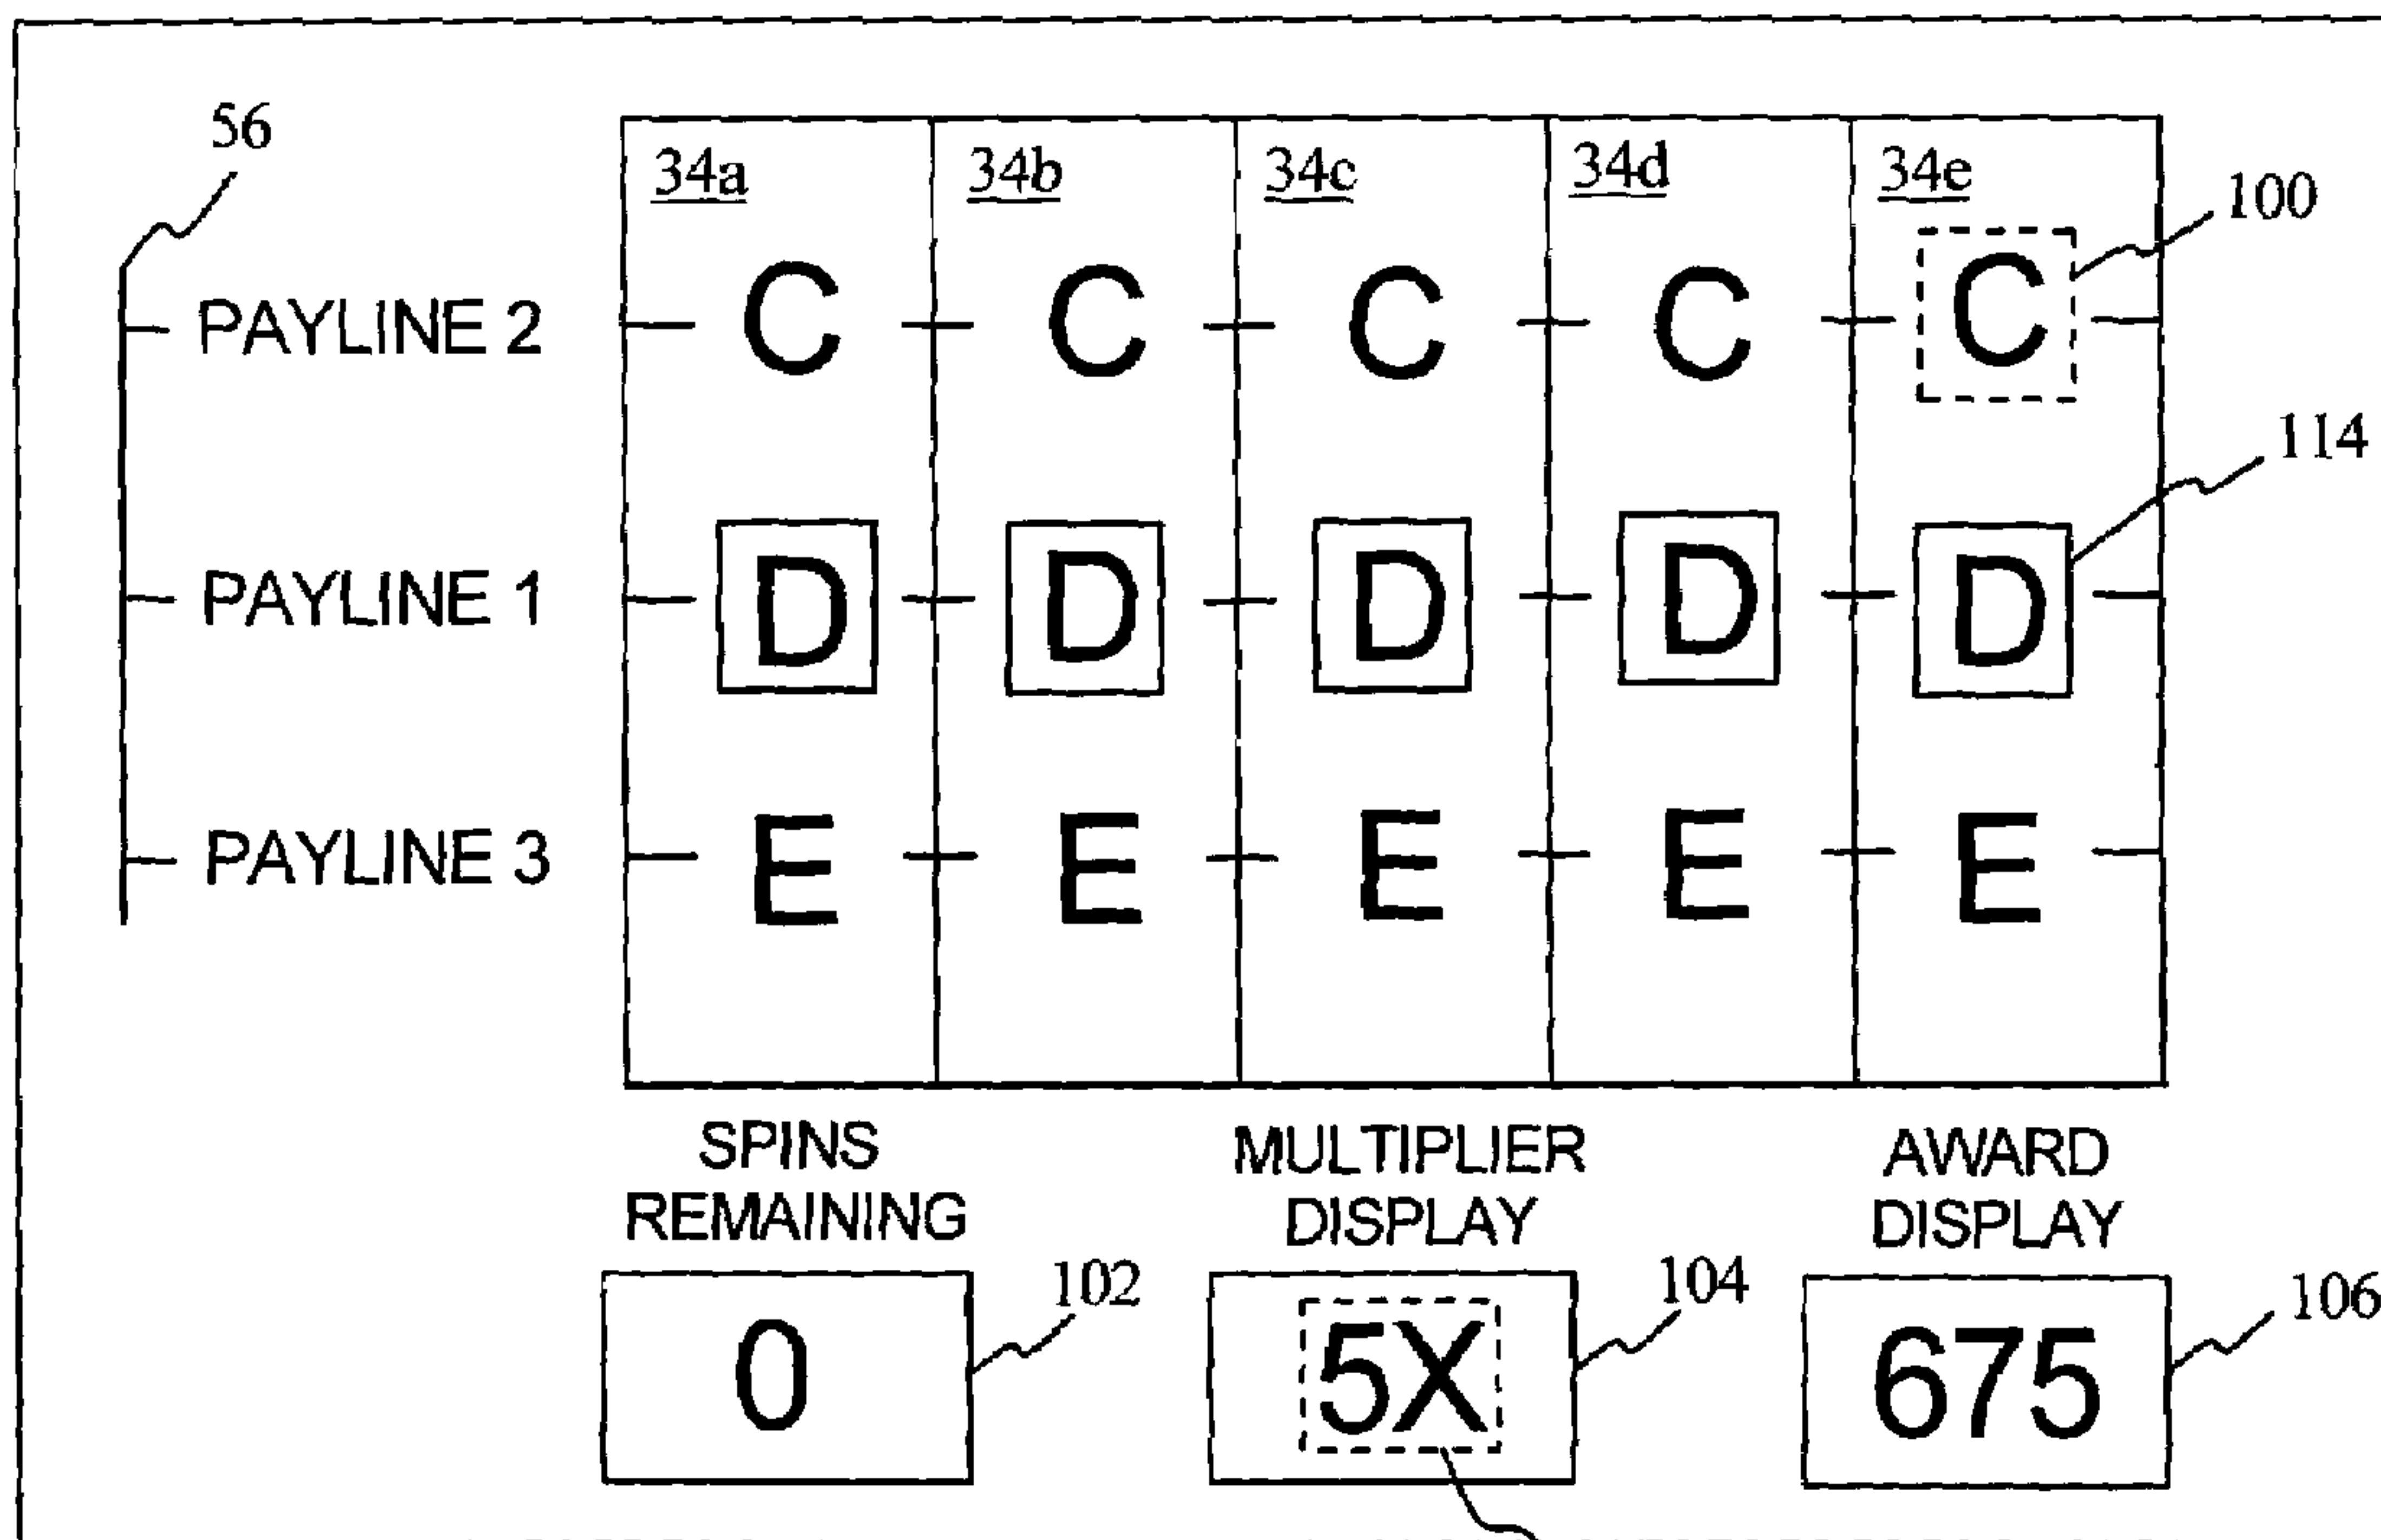 56
34a 34b 34c 34d 34e
100
PAYLINE 2 C C C C C
114
PAYLINE 1 D D D D D
PAYLINE 3 E E E E E
SPINS REMAINING
MULTIPLIER DISPLAY
AWARD DISPLAY
102
104
106
0 5X 675